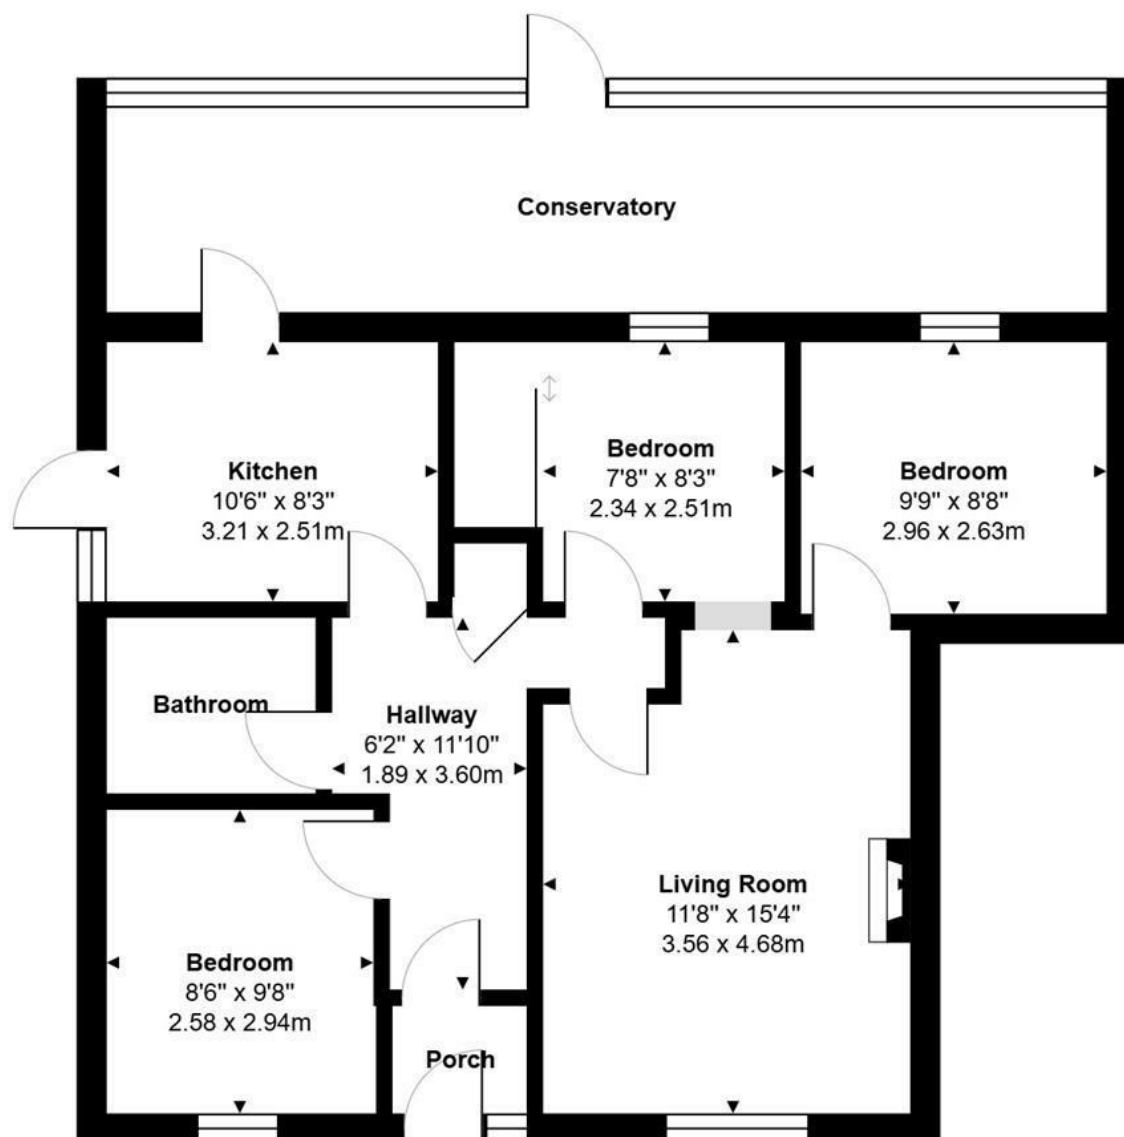 Conservatory
Kitchen
10'6" x 8'3"
3.21 x 2.51m
Bedroom
7'8" x 8'3"
2.34 x 2.51m
Bedroom
9'9" x 8'8"
2.96 x 2.63m
Bathroom
Hallway
6'2" x 11'10"
1.89 x 3.60m
Living Room
11'8" x 15'4"
3.56 x 4.68m
Bedroom
8'6" x 9'8"
2.58 x 2.94m
Porch